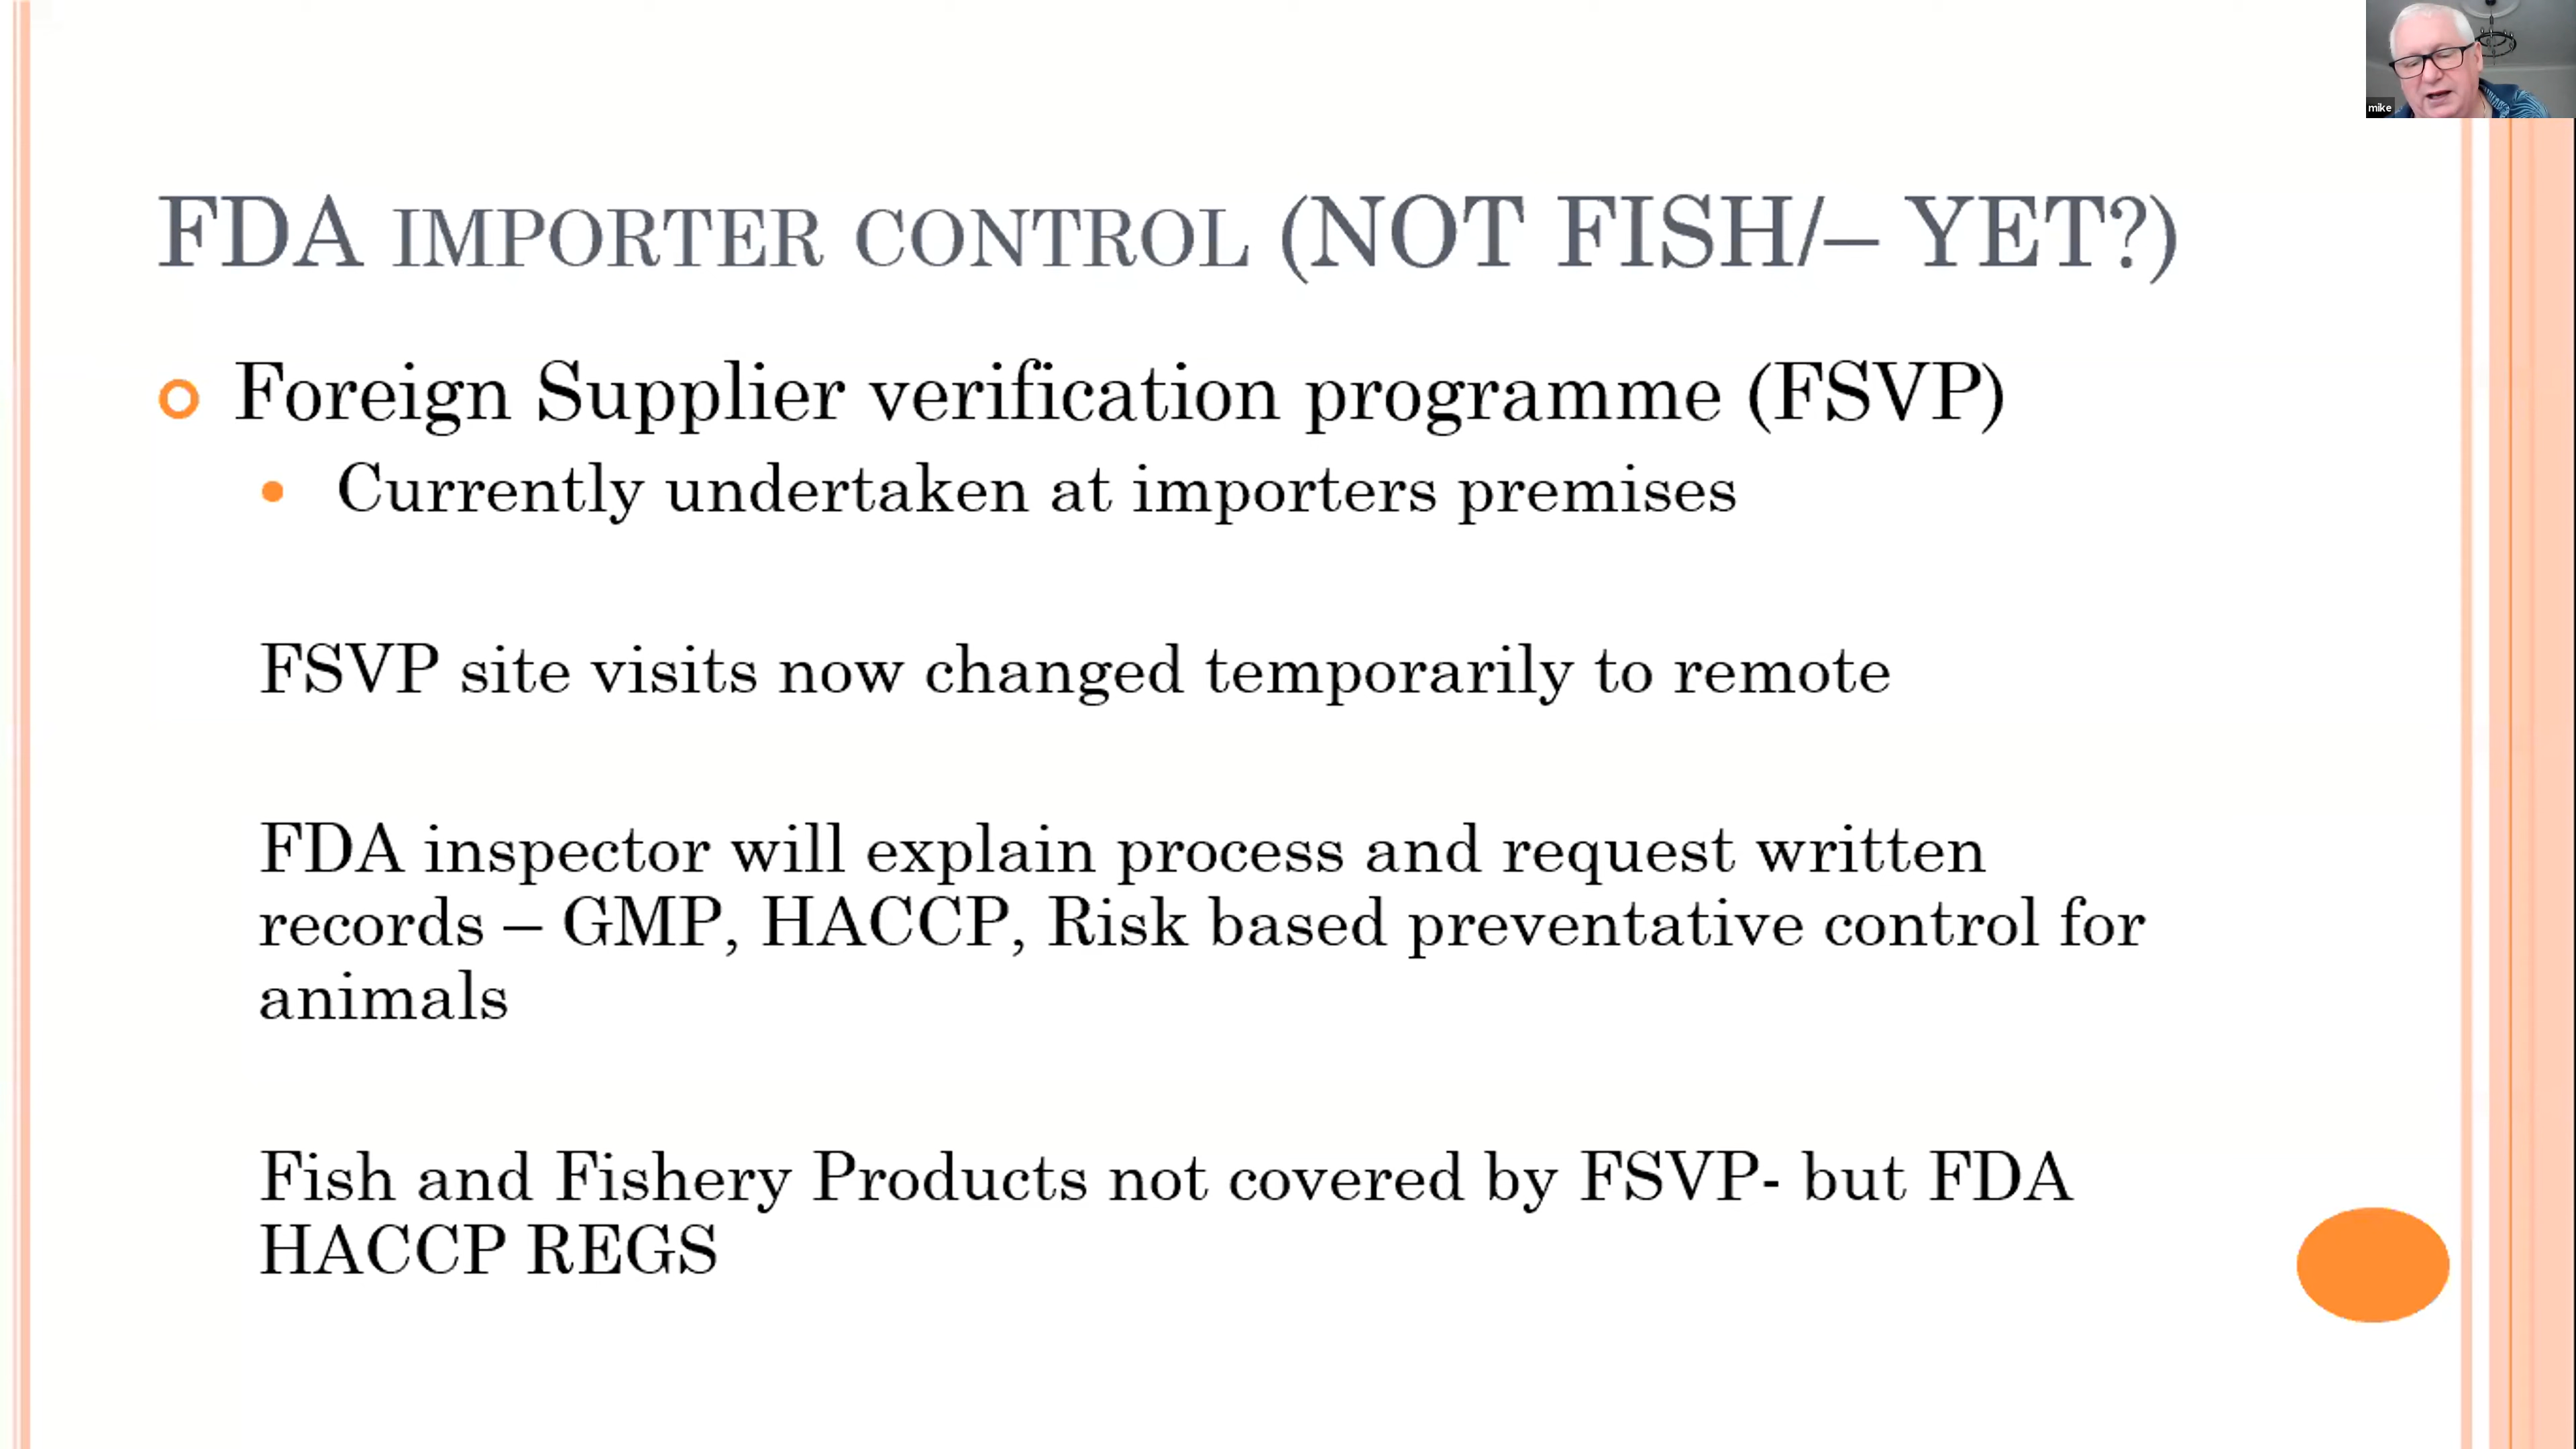 mike
FDA IMPORTER CONTROL (NOT FISH/– YET?)
Foreign Supplier verification programme (FSVP)
Currently undertaken at importers premises
FSVP site visits now changed temporarily to remote
FDA inspector will explain process and request written
records – GMP, HACCP, Risk based preventative control for
animals
Fish and Fishery Products not covered by FSVP- but FDA
HACCP REGS